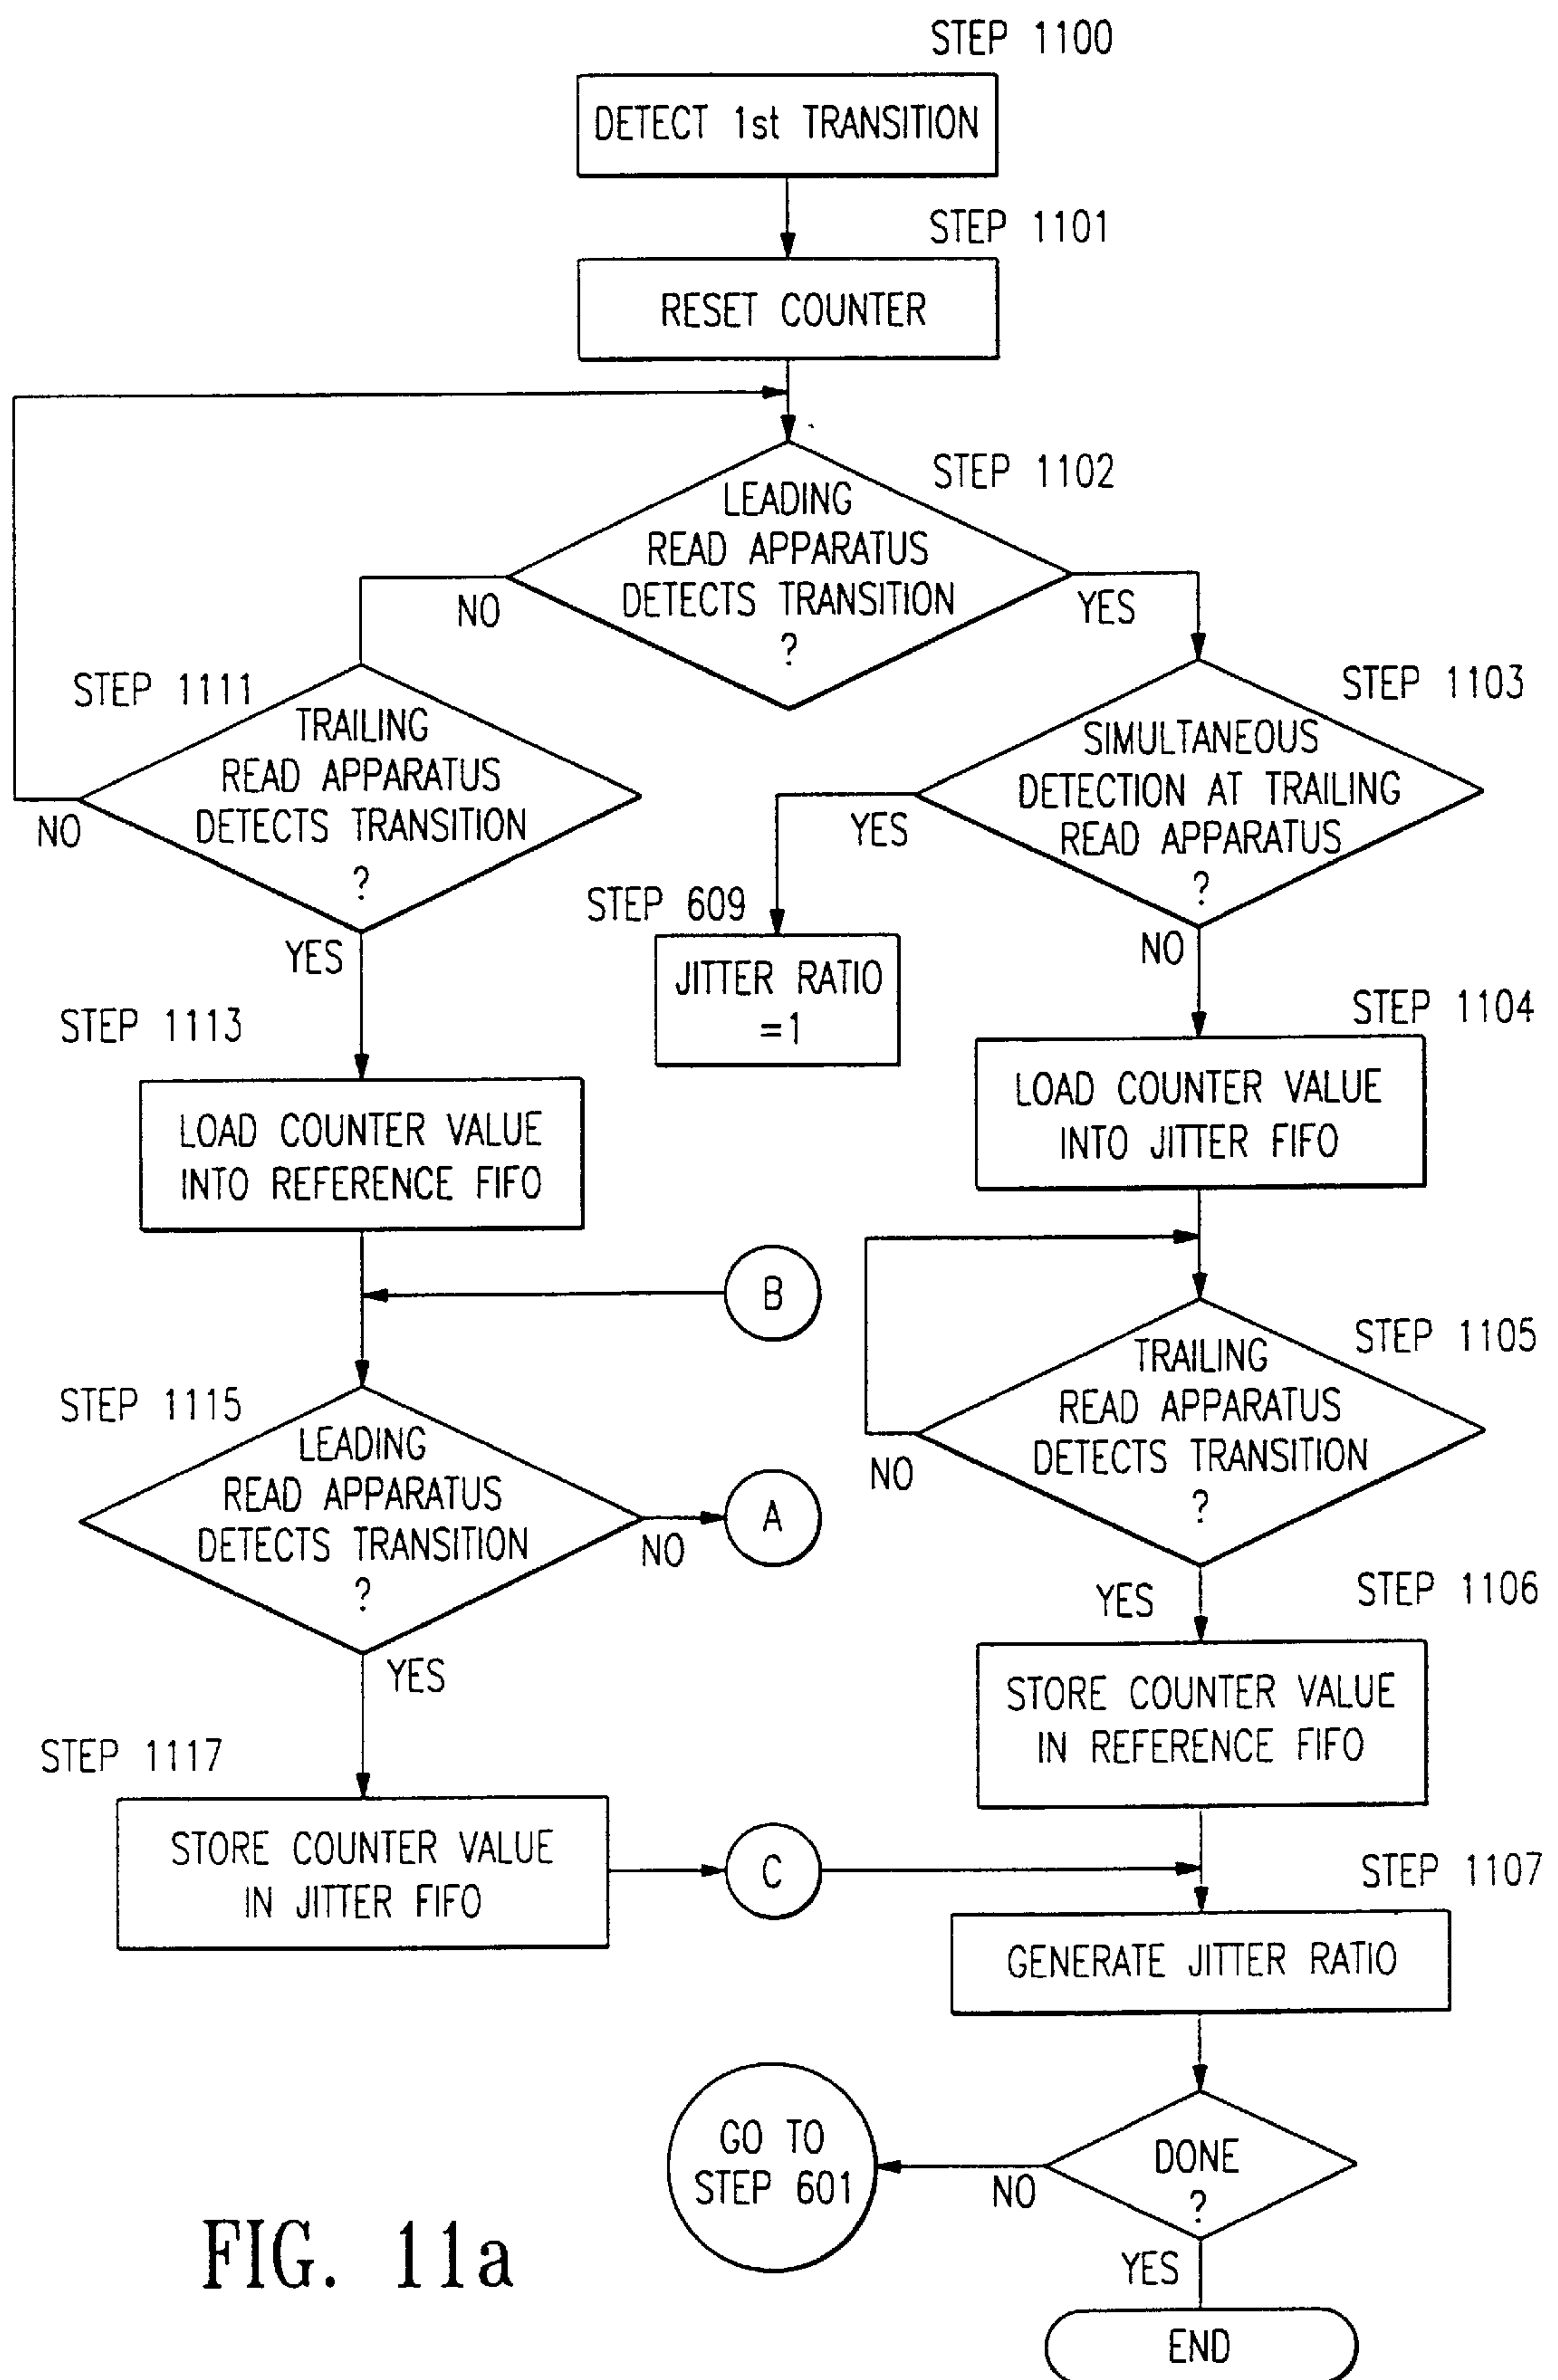 STEP 1100
DETECT 1st TRANSITION
STEP 1101
RESET COUNTER
STEP 1102
LEADING
READ APPARATUS
DETECTS TRANSITION
?
NO
YES
STEP 1111
TRAILING
READ APPARATUS
DETECTS TRANSITION
?
NO
YES
STEP 1103
SIMULTANEOUS
DETECTION AT TRAILING
READ APPARATUS
?
YES
NO
STEP 609
JITTER RATIO
=1
STEP 1113
LOAD COUNTER VALUE
INTO REFERENCE FIFO
STEP 1104
LOAD COUNTER VALUE
INTO JITTER FIFO
B
STEP 1105
TRAILING
READ APPARATUS
DETECTS TRANSITION
?
NO
YES
STEP 1115
LEADING
READ APPARATUS
DETECTS TRANSITION
?
NO
A
YES
STEP 1106
STORE COUNTER VALUE
IN REFERENCE FIFO
STEP 1117
STORE COUNTER VALUE
IN JITTER FIFO
C
STEP 1107
GENERATE JITTER RATIO
DONE
?
NO
GO TO
STEP 601
YES
END
FIG. 11a